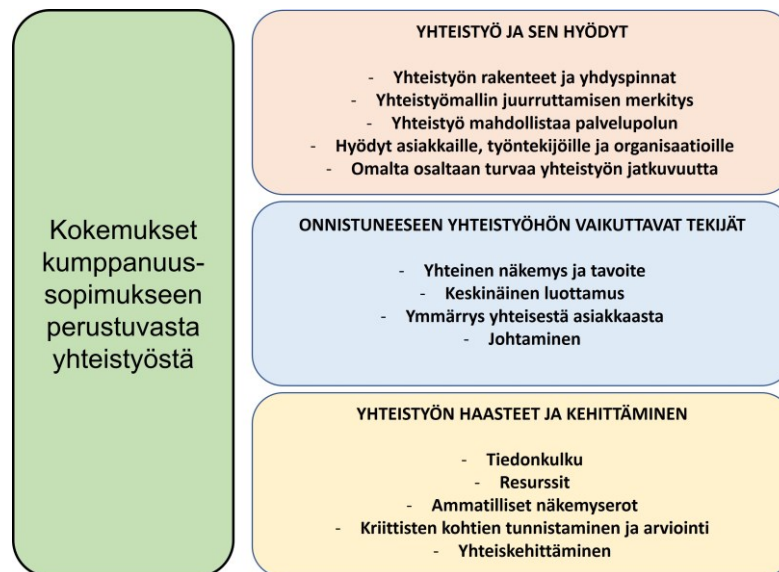 Kokemukset
kumppanuus-
sopimukseen
perustuvasta
yhteistyöstä
YHTEISTYÖ JA SEN HYÖDYT
- Yhteistyön rakenteet ja yhdyspinnat
- Yhteistyömallin juurruttamisen merkitys
- Yhteistyö mahdollistaa palvelupolun
- Hyödyt asiakkaille, työntekijöille ja organisaatioille
- Omalta osaltaan turvaa yhteistyön jatkuvuutta
ONNISTUNEESEEN YHTEISTYÖHÖN VAIKUTTAVAT TEKIJÄT
- Yhteinen näkemys ja tavoite
- Keskinäinen luottamus
- Ymmärrys yhteisestä asiakkaasta
- Johtaminen
YHTEISTYÖN HAASTEET JA KEHITTÄMINEN
- Tiedonkulku
- Resurssit
- Ammatilliset näkemyserot
- Kriittisten kohtien tunnistaminen ja arviointi
- Yhteiskehittäminen